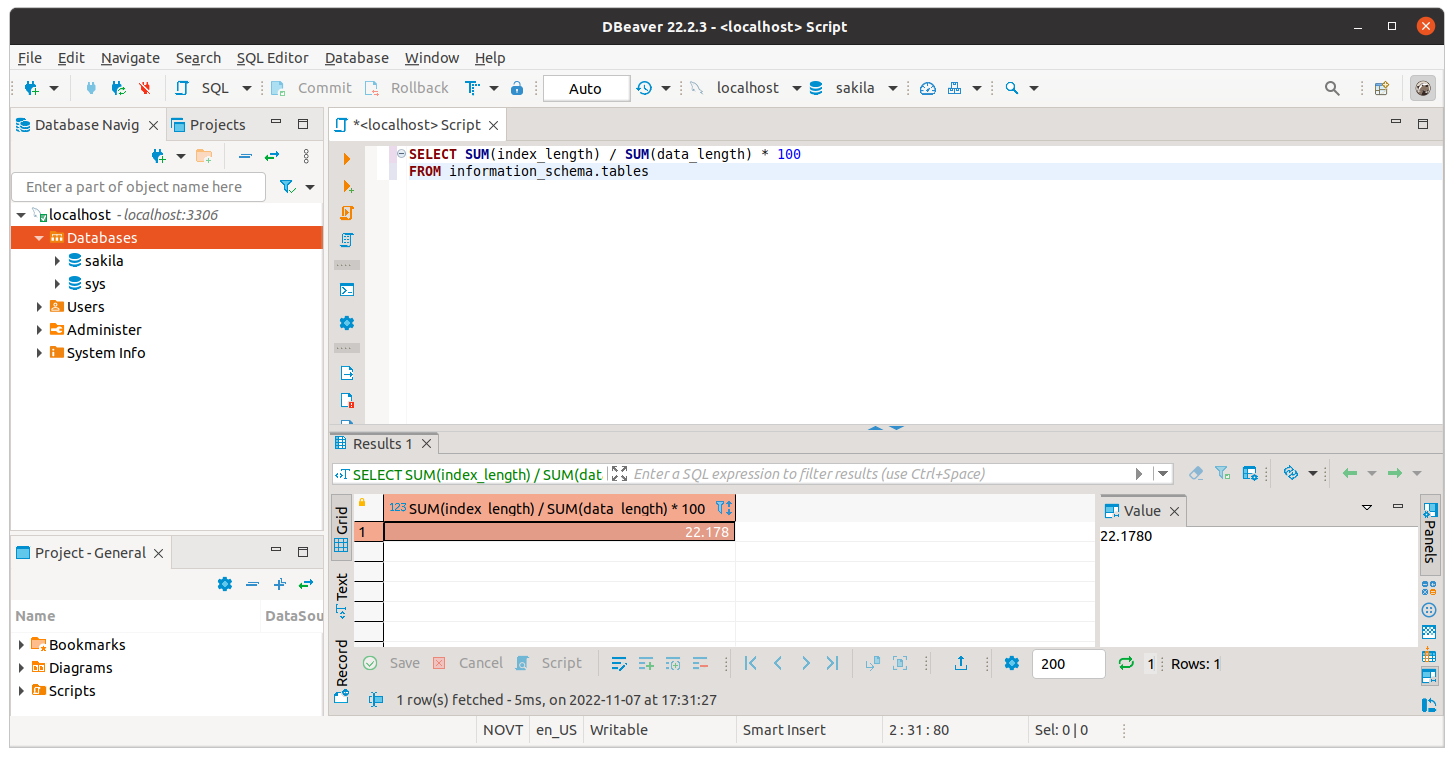 DBeaver 22.2.3 - <localhost> Script
File Edit Navigate Search SQL Editor Database Window Help
SQL Commit Rollback Auto localhost sakila
Database Navig Projects
Enter a part of object name here
localhost - localhost:3306
Databases
sakila
sys
Users
Administer
System Info
Project - General
Name DataSou
Bookmarks
Diagrams
Scripts
*<localhost> Script
SELECT SUM(index_length) / SUM(data_length) * 100
FROM information_schema.tables
Results 1
SELECT SUM(index_length) / SUM(dat Enter a SQL expression to filter results (use Ctrl+Space)
Grid
Text
Record
123 SUM(index_length) / SUM(data_length) * 100
1 22.178
Value
22.1780
Panels
Save Cancel Script 200 1 Rows: 1
1 row(s) fetched - 5ms, on 2022-11-07 at 17:31:27
NOVT en_US Writable Smart Insert 2 : 31 : 80 Sel: 0 | 0